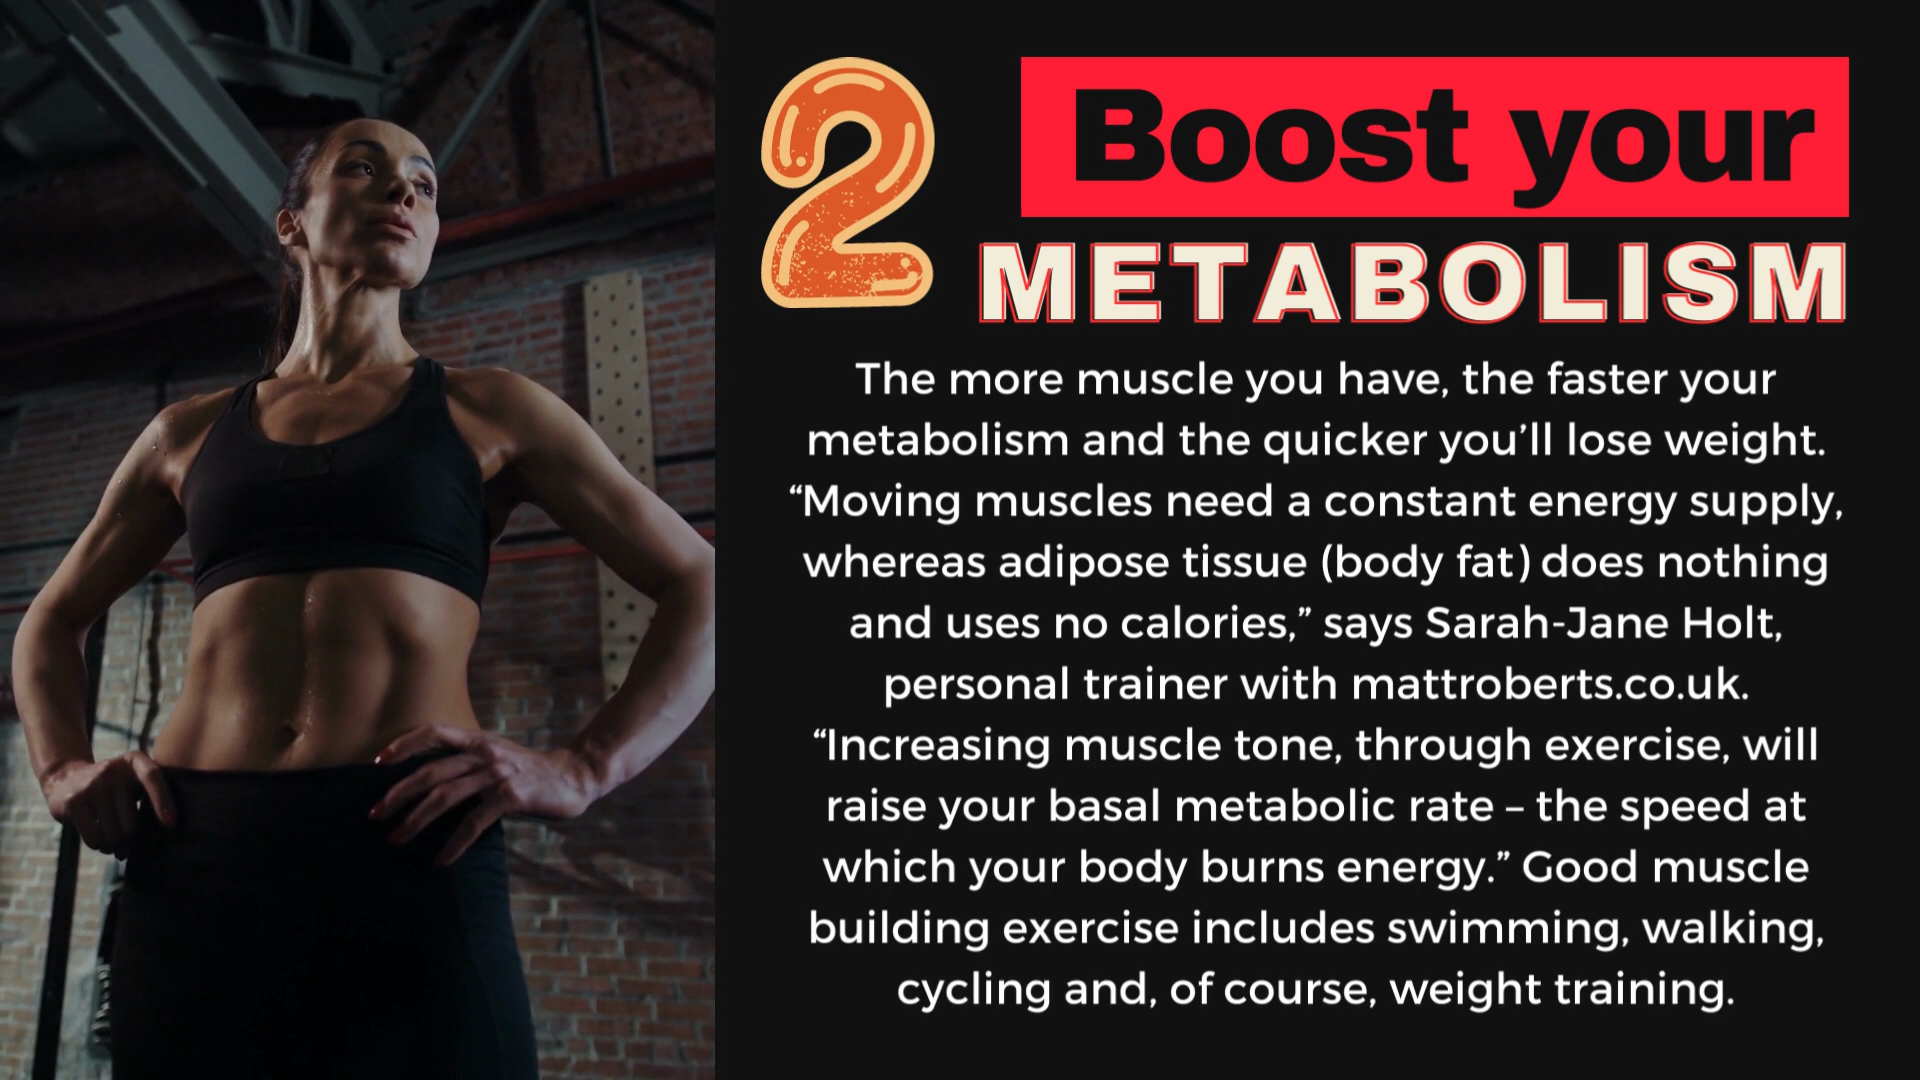 2
Boost your
METABOLISM
The more muscle you have, the faster your
metabolism and the quicker you’ll lose weight.
“Moving muscles need a constant energy supply,
whereas adipose tissue (body fat) does nothing
and uses no calories,” says Sarah-Jane Holt,
personal trainer with mattroberts.co.uk.
“Increasing muscle tone, through exercise, will
raise your basal metabolic rate – the speed at
which your body burns energy.” Good muscle
building exercise includes swimming, walking,
cycling and, of course, weight training.